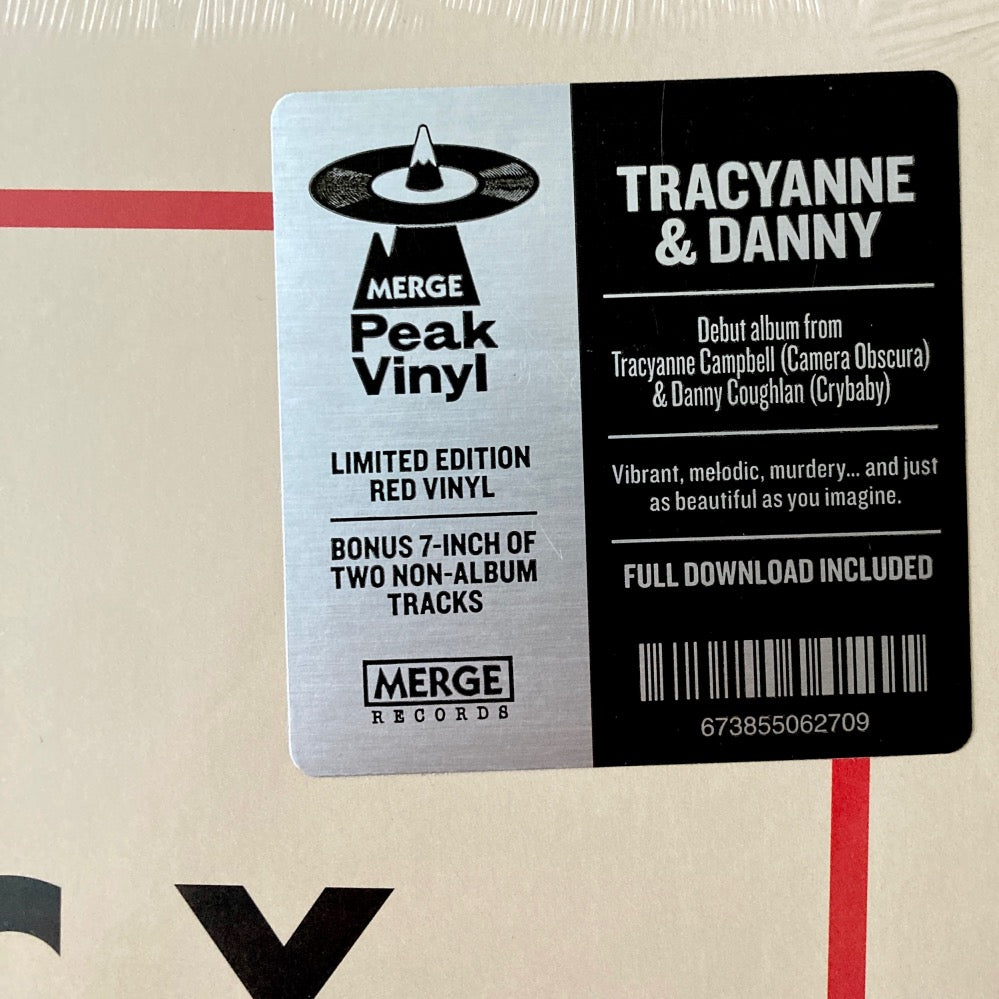 MERGE
Peak
Vinyl
LIMITED EDITION
RED VINYL
BONUS 7-INCH OF
TWO NON-ALBUM
TRACKS
MERGE
RECORDS
TRACYANNE
& DANNY
Debut album from
Tracyanne Campbell (Camera Obscura)
& Danny Coughlan (Crybaby)
Vibrant, melodic, murdery... and just
as beautiful as you imagine.
FULL DOWNLOAD INCLUDED
673855062709
CY